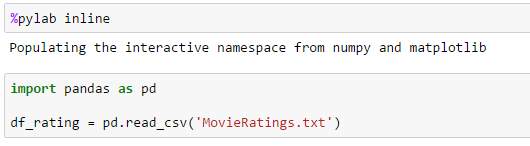 %pylab inline
Populating the interactive namespace from numpy and matplotlib
import pandas as pd
df_rating = pd.read_csv('MovieRatings.txt')